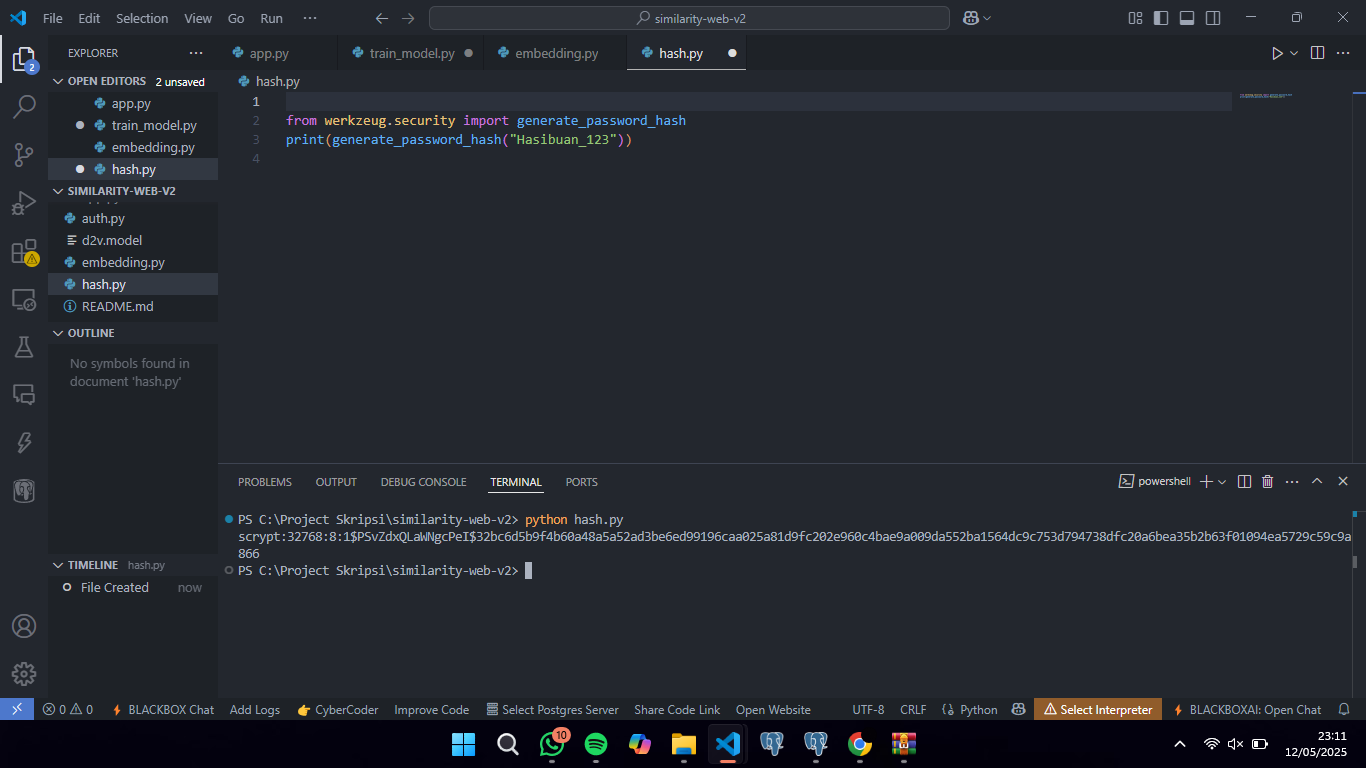 File Edit Selection View Go Run ··· similarity-web-v2
EXPLORER ···
OPEN EDITORS 2 unsaved
app.py
train_model.py
embedding.py
hash.py
SIMILARITY-WEB-V2
auth.py
d2v.model
embedding.py
hash.py
README.md
OUTLINE
No symbols found in
document 'hash.py'
TIMELINE hash.py
File Created now
app.py train_model.py embedding.py hash.py
hash.py
1
2 from werkzeug.security import generate_password_hash
3 print(generate_password_hash("Hasibuan_123"))
4
PROBLEMS OUTPUT DEBUG CONSOLE TERMINAL PORTS powershell
PS C:\Project Skripsi\similarity-web-v2> python hash.py
scrypt:32768:8:1$PSvZdxQLaWNgcPeI$32bc6d5b9f4b60a48a5a52ad3be6ed99196caa025a81d9fc202e960c4bae9a009da552ba1564dc9c753d794738dfc20a6bea35b2b63f01094ea5729c59c9a
866
PS C:\Project Skripsi\similarity-web-v2>
0 0 BLACKBOX Chat Add Logs CyberCoder Improve Code Select Postgres Server Share Code Link Open Website UTF-8 CRLF Python Select Interpreter BLACKBOXAI: Open Chat
10
23:11
12/05/2025